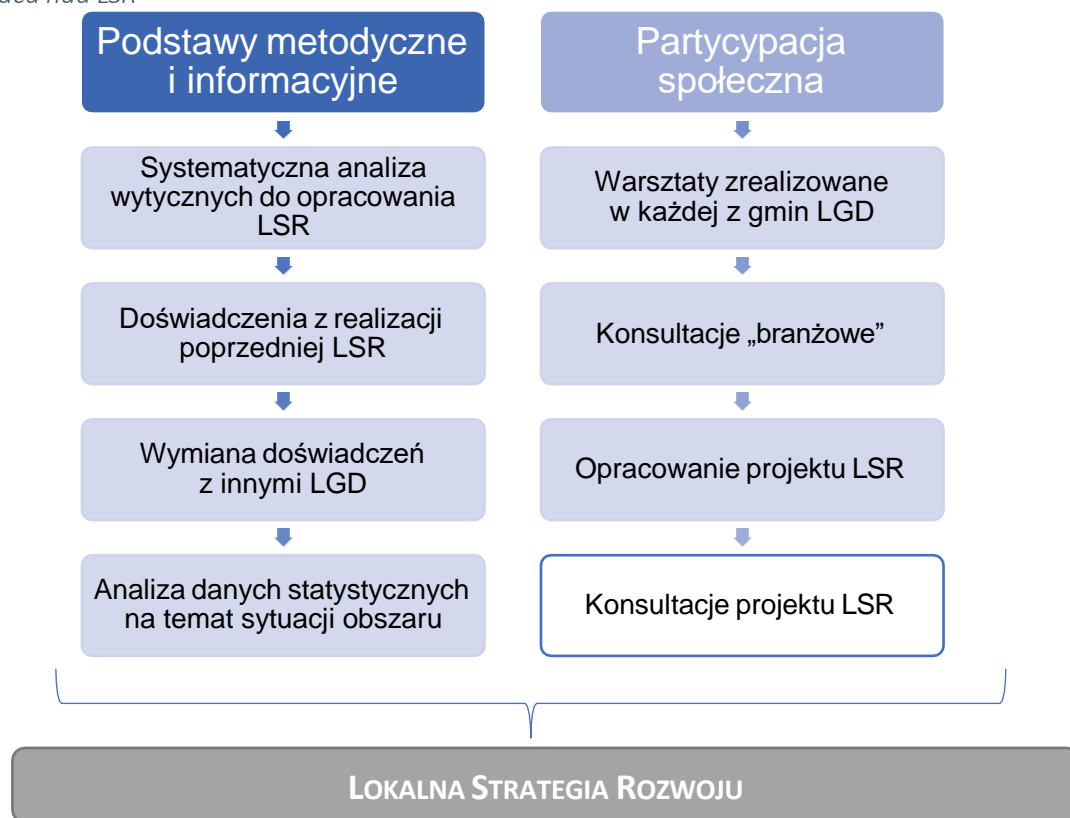 nad LSR
Podstawy metodyczne
i informacyjne
Systematyczna analiza
wytycznych do opracowania
LSR
Doświadczenia z realizacji
poprzedniej LSR
Wymiana doświadczeń
z innymi LGD
Analiza danych statystycznych
na temat sytuacji obszaru
Partycypacja
społeczna
Warsztaty zrealizowane
w każdej z gmin LGD
Konsultacje „branżowe”
Opracowanie projektu LSR
Konsultacje projektu LSR
LOKALNA STRATEGIA ROZWOJU